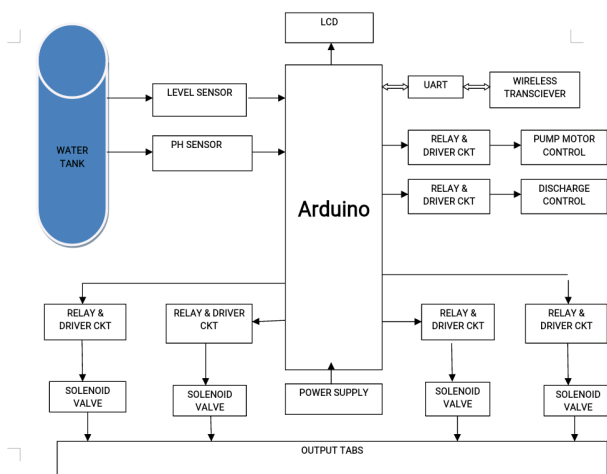 LCD
LEVEL SENSOR
UART
WIRELESS
TRANSCIEVER
WATER
TANK
PH SENSOR
RELAY &
DRIVER CKT
PUMP MOTOR
CONTROL
Arduino
RELAY &
DRIVER CKT
DISCHARGE
CONTROL
RELAY &
DRIVER CKT
RELAY & DRIVER
CKT
RELAY &
DRIVER CKT
RELAY &
DRIVER CKT
SOLENOID
VALVE
SOLENOID
VALVE
POWER SUPPLY
SOLENOID
VALVE
SOLENOID
VALVE
OUTPUT TABS